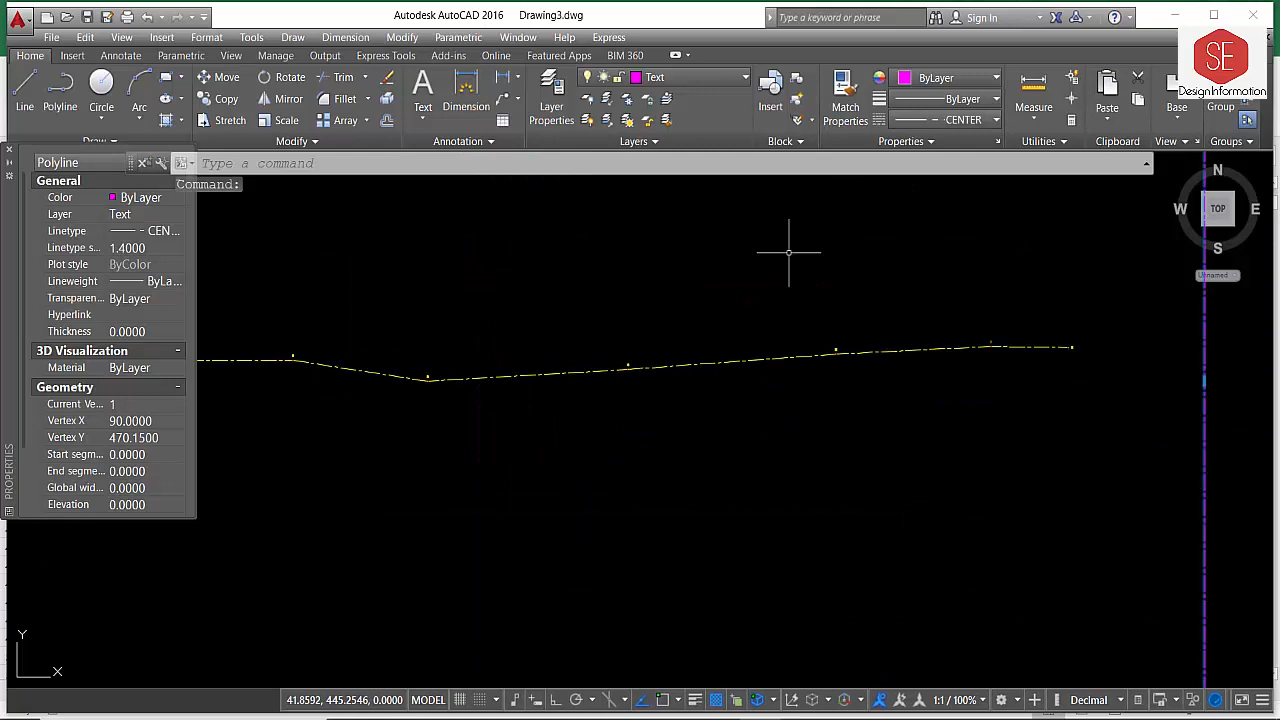 Autodesk AutoCAD 2016 Drawing3.dwg
Type a keyword or phrase
Sign In
File Edit View Insert Format Tools Draw Dimension Modify Parametric Window Help Express
Home Insert Annotate Parametric View Manage Output Express Tools Add-ins Online Featured Apps BIM 360
SE
Design Information
Line Polyline Circle Arc
Move Rotate Trim
Copy Mirror Fillet
Stretch Scale Array
Text Dimension
Layer Properties
Text
Insert
Match Properties
ByLayer
ByLayer
CENTER
Measure
Paste
Base
Group
Draw Modify Annotation Layers Block Properties Utilities Clipboard View Groups
Polyline
Type a command
Command:
General
Color ByLayer
Layer Text
Linetype CEN...
Linetype s... 1.4000
Plot style ByColor
Lineweight ByLa...
Transparen... ByLayer
Hyperlink
Thickness 0.0000
3D Visualization
Material ByLayer
Geometry
Current Ve... 1
Vertex X 90.0000
Vertex Y 470.1500
Start segm... 0.0000
End segme... 0.0000
Global wid... 0.0000
Elevation 0.0000
PROPERTIES
N
W TOP E
S
Unnamed
Y
X
41.8592, 445.2546, 0.0000 MODEL 1:1 / 100% Decimal